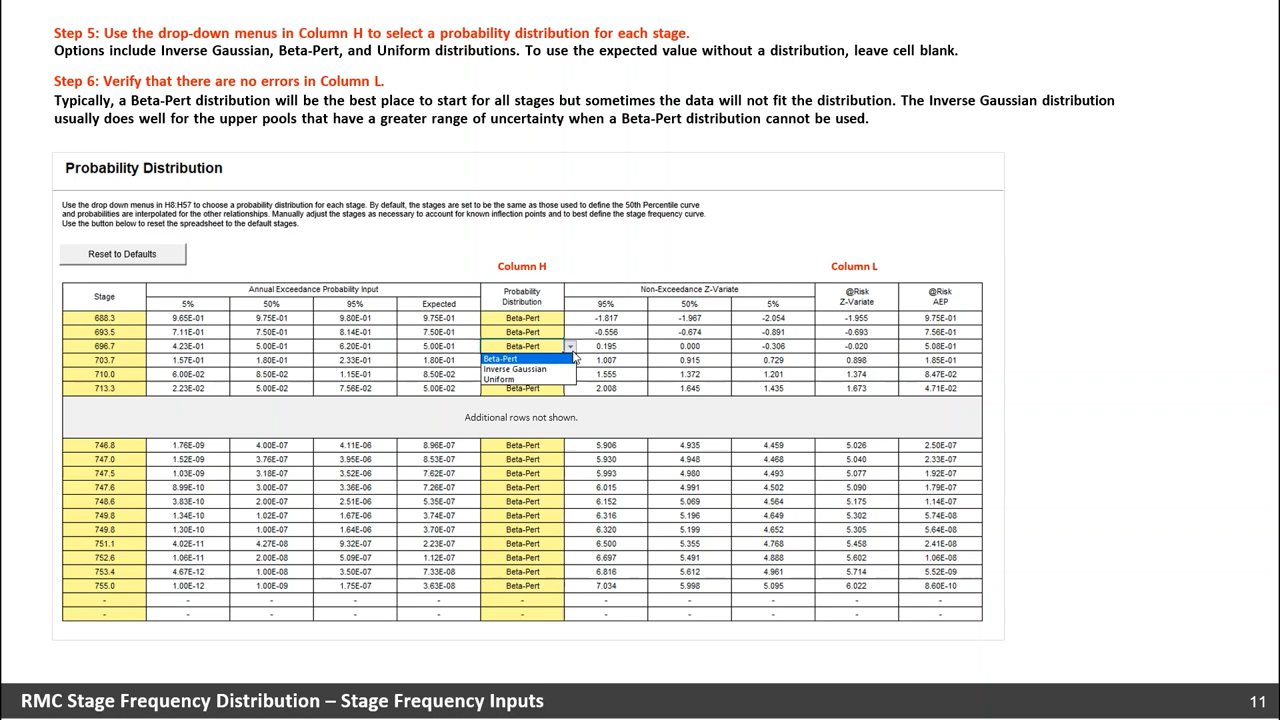 Step 5: Use the drop-down menus in Column H to select a probability distribution for each stage.
Options include Inverse Gaussian, Beta-Pert, and Uniform distributions. To use the expected value without a distribution, leave cell blank.
Step 6: Verify that there are no errors in Column L.
Typically, a Beta-Pert distribution will be the best place to start for all stages but sometimes the data will not fit the distribution. The Inverse Gaussian distribution
usually does well for the upper pools that have a greater range of uncertainty when a Beta-Pert distribution cannot be used.
Probability Distribution
Use the drop down menus in H8:H57 to choose a probability distribution for each stage. By default, the stages are set to be the same as those used to define the 50th Percentile curve
and probabilities are interpolated for the other relationships. Manually adjust the stages as necessary to account for known inflection points and to best define the stage frequency curve.
Use the button below to reset the spreadsheet to the default stages.
Reset to Defaults
Column H Column L
Stage Annual Exceedance Probability Input Probability Distribution Non-Exceedance Z-Variate @Risk Z-Variate @Risk AEP
5% 50% 95% Expected 95% 50% 5%
688.3 9.65E-01 9.75E-01 9.80E-01 9.75E-01 Beta-Pert -1.817 -1.967 -2.054 -1.955 9.75E-01
693.5 7.11E-01 7.50E-01 8.14E-01 7.50E-01 Beta-Pert -0.556 -0.674 -0.891 -0.693 7.56E-01
696.7 4.23E-01 5.00E-01 6.20E-01 5.00E-01 Beta-Pert 0.195 0.000 -0.306 -0.020 5.08E-01
703.7 1.57E-01 1.80E-01 2.33E-01 1.80E-01 Beta-Pert 1.007 0.915 0.729 0.898 1.85E-01
710.0 6.00E-02 8.50E-02 1.15E-01 8.50E-02 Inverse Gaussian 1.555 1.372 1.201 1.374 8.47E-02
Uniform
713.3 2.23E-02 5.00E-02 7.56E-02 5.00E-02 Beta-Pert 2.008 1.645 1.435 1.673 4.71E-02
Additional rows not shown.
746.8 1.76E-09 4.00E-07 4.11E-06 8.96E-07 Beta-Pert 5.906 4.935 4.459 5.026 2.50E-07
747.0 1.52E-09 3.76E-07 3.95E-06 8.53E-07 Beta-Pert 5.930 4.948 4.468 5.040 2.33E-07
747.5 1.03E-09 3.18E-07 3.52E-06 7.62E-07 Beta-Pert 5.993 4.980 4.493 5.077 1.92E-07
747.6 8.99E-10 3.00E-07 3.36E-06 7.26E-07 Beta-Pert 6.015 4.991 4.502 5.090 1.79E-07
748.6 3.83E-10 2.00E-07 2.51E-06 5.35E-07 Beta-Pert 6.152 5.069 4.564 5.175 1.14E-07
749.8 1.34E-10 1.02E-07 1.67E-06 3.74E-07 Beta-Pert 6.316 5.196 4.649 5.302 5.74E-08
749.8 1.30E-10 1.00E-07 1.64E-06 3.70E-07 Beta-Pert 6.320 5.199 4.652 5.305 5.64E-08
751.1 4.02E-11 4.27E-08 9.32E-07 2.23E-07 Beta-Pert 6.500 5.355 4.768 5.458 2.41E-08
752.6 1.06E-11 2.00E-08 5.09E-07 1.12E-07 Beta-Pert 6.697 5.491 4.888 5.602 1.06E-08
753.4 4.67E-12 1.00E-08 3.50E-07 7.33E-08 Beta-Pert 6.816 5.612 4.961 5.714 5.52E-09
755.0 1.00E-12 1.00E-09 1.75E-07 3.63E-08 Beta-Pert 7.034 5.998 5.095 6.022 8.60E-10
- - - - - - - - - - -
- - - - - - - - - - -
RMC Stage Frequency Distribution – Stage Frequency Inputs 11